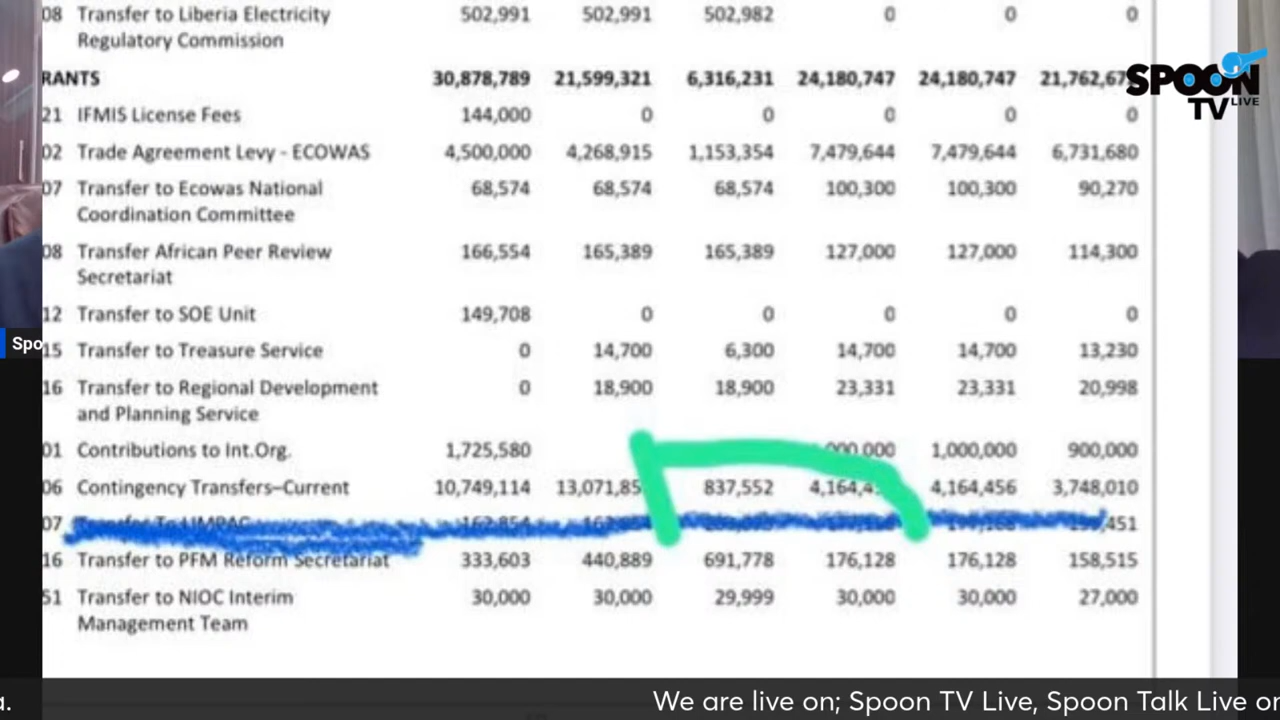 08 Transfer to Liberia Electricity 502,991 502,991 502,982 0 0 0
Regulatory Commission
RANTS 30,878,789 21,599,321 6,316,231 24,180,747 24,180,747
SPOON
TV LIVE
21 IFMIS License Fees 144,000 0 0 0 0 0
02 Trade Agreement Levy - ECOWAS 4,500,000 4,268,915 1,153,354 7,479,644 7,479,644 6,731,680
07 Transfer to Ecowas National 68,574 68,574 68,574 100,300 100,300 90,270
Coordination Committee
08 Transfer African Peer Review 166,554 165,389 165,389 127,000 127,000 114,300
Secretariat
12 Transfer to SOE Unit 149,708 0 0 0 0 0
Spo
15 Transfer to Treasure Service 0 14,700 6,300 14,700 14,700 13,230
16 Transfer to Regional Development 0 18,900 18,900 23,331 23,331 20,998
and Planning Service
01 Contributions to Int.Org. 1,725,580 1,000,000 900,000
06 Contingency Transfers–Current 10,749,114 837,552 4,164,456 3,748,010
07
16 Transfer to PFM Reform Secretariat 333,603 440,889 691,778 176,128 176,128 158,515
51 Transfer to NIOC Interim 30,000 30,000 29,999 30,000 30,000 27,000
Management Team
a. We are live on; Spoon TV Live, Spoon Talk Live or